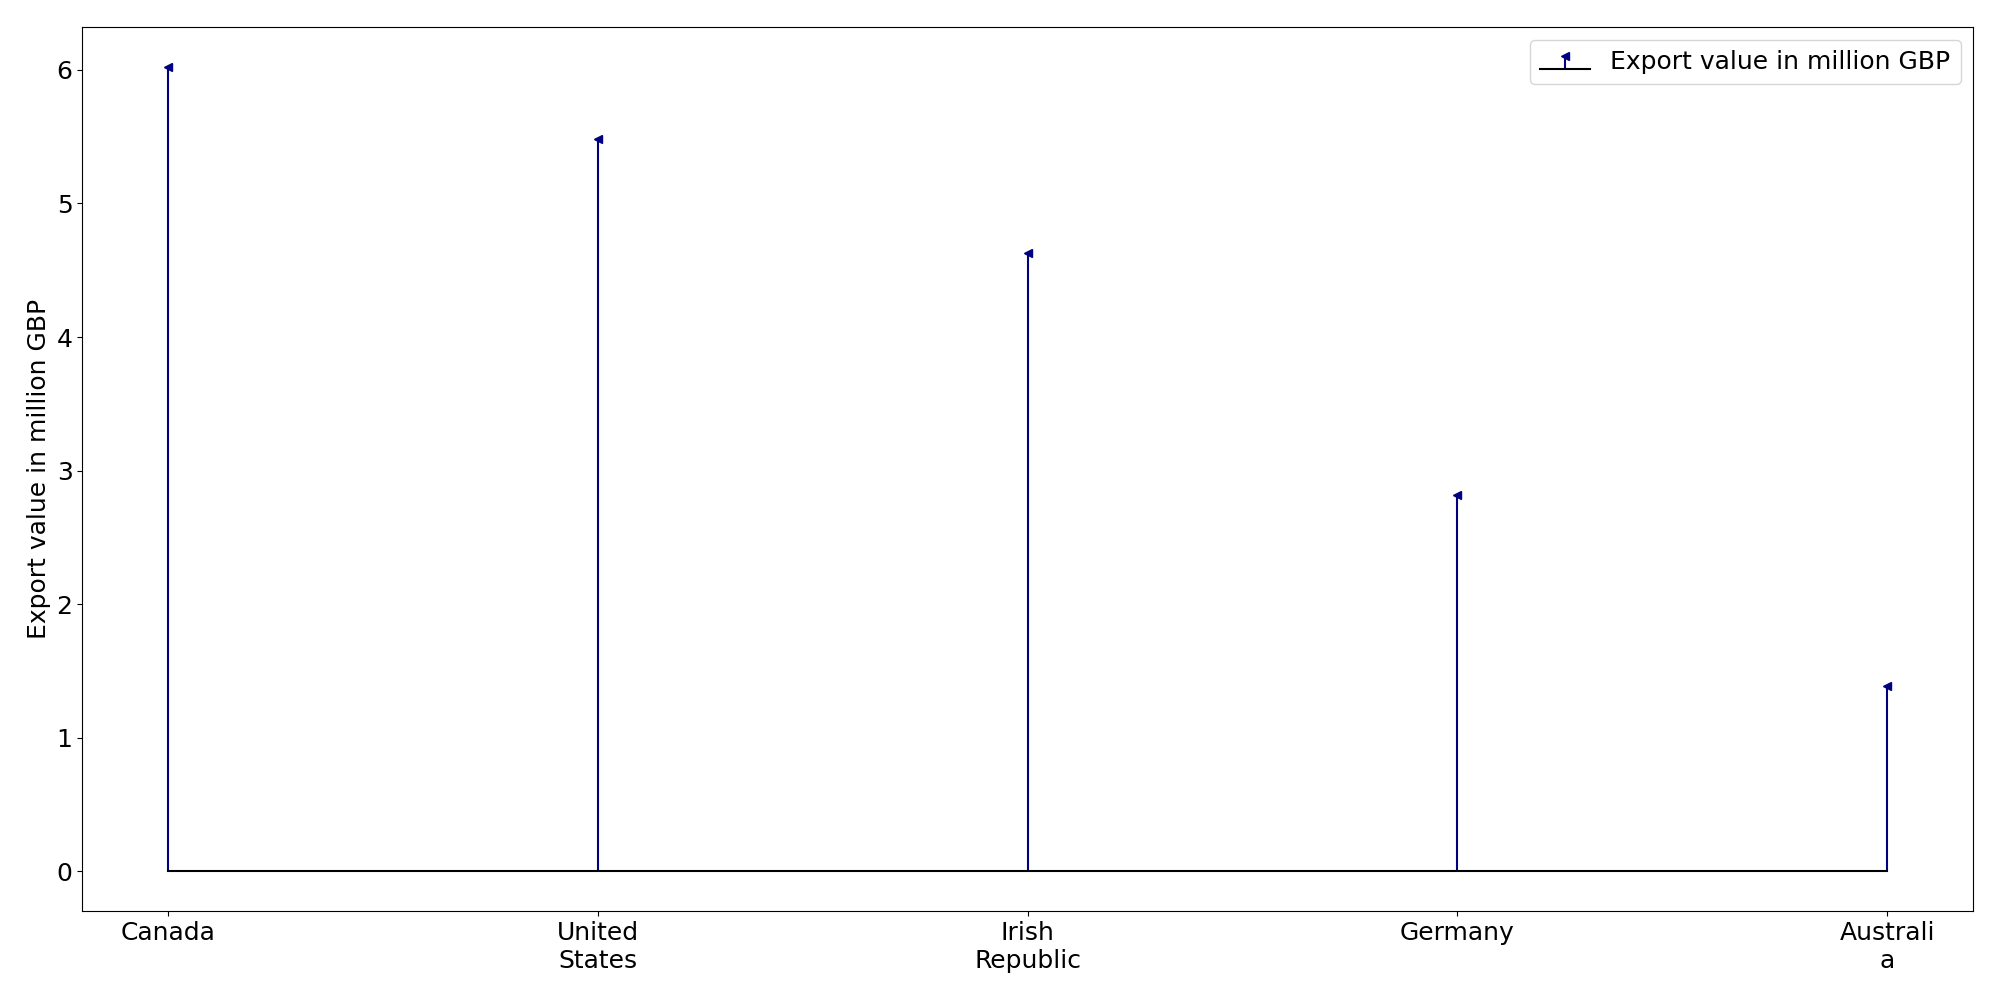 Export value in million GBP
6
5
4
3
2
1
0
Export value in million GBP
Canada
United
States
Irish
Republic
Germany
Australi
a